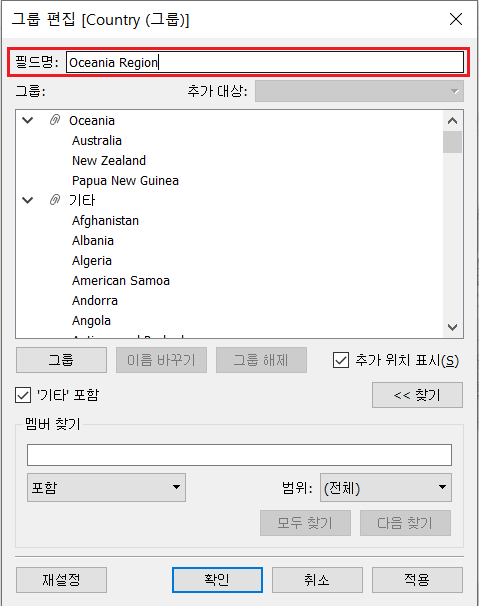 그룹 편집 [Country (그룹)]
필드명: Oceania Region
그룹: 추가 대상:
Oceania
Australia
New Zealand
Papua New Guinea
기타
Afghanistan
Albania
Algeria
American Samoa
Andorra
Angola
그룹 이름 바꾸기 그룹 해제 추가 위치 표시(S)
'기타' 포함 << 찾기
멤버 찾기
포함 범위: (전체)
모두 찾기 다음 찾기
재설정 확인 취소 적용